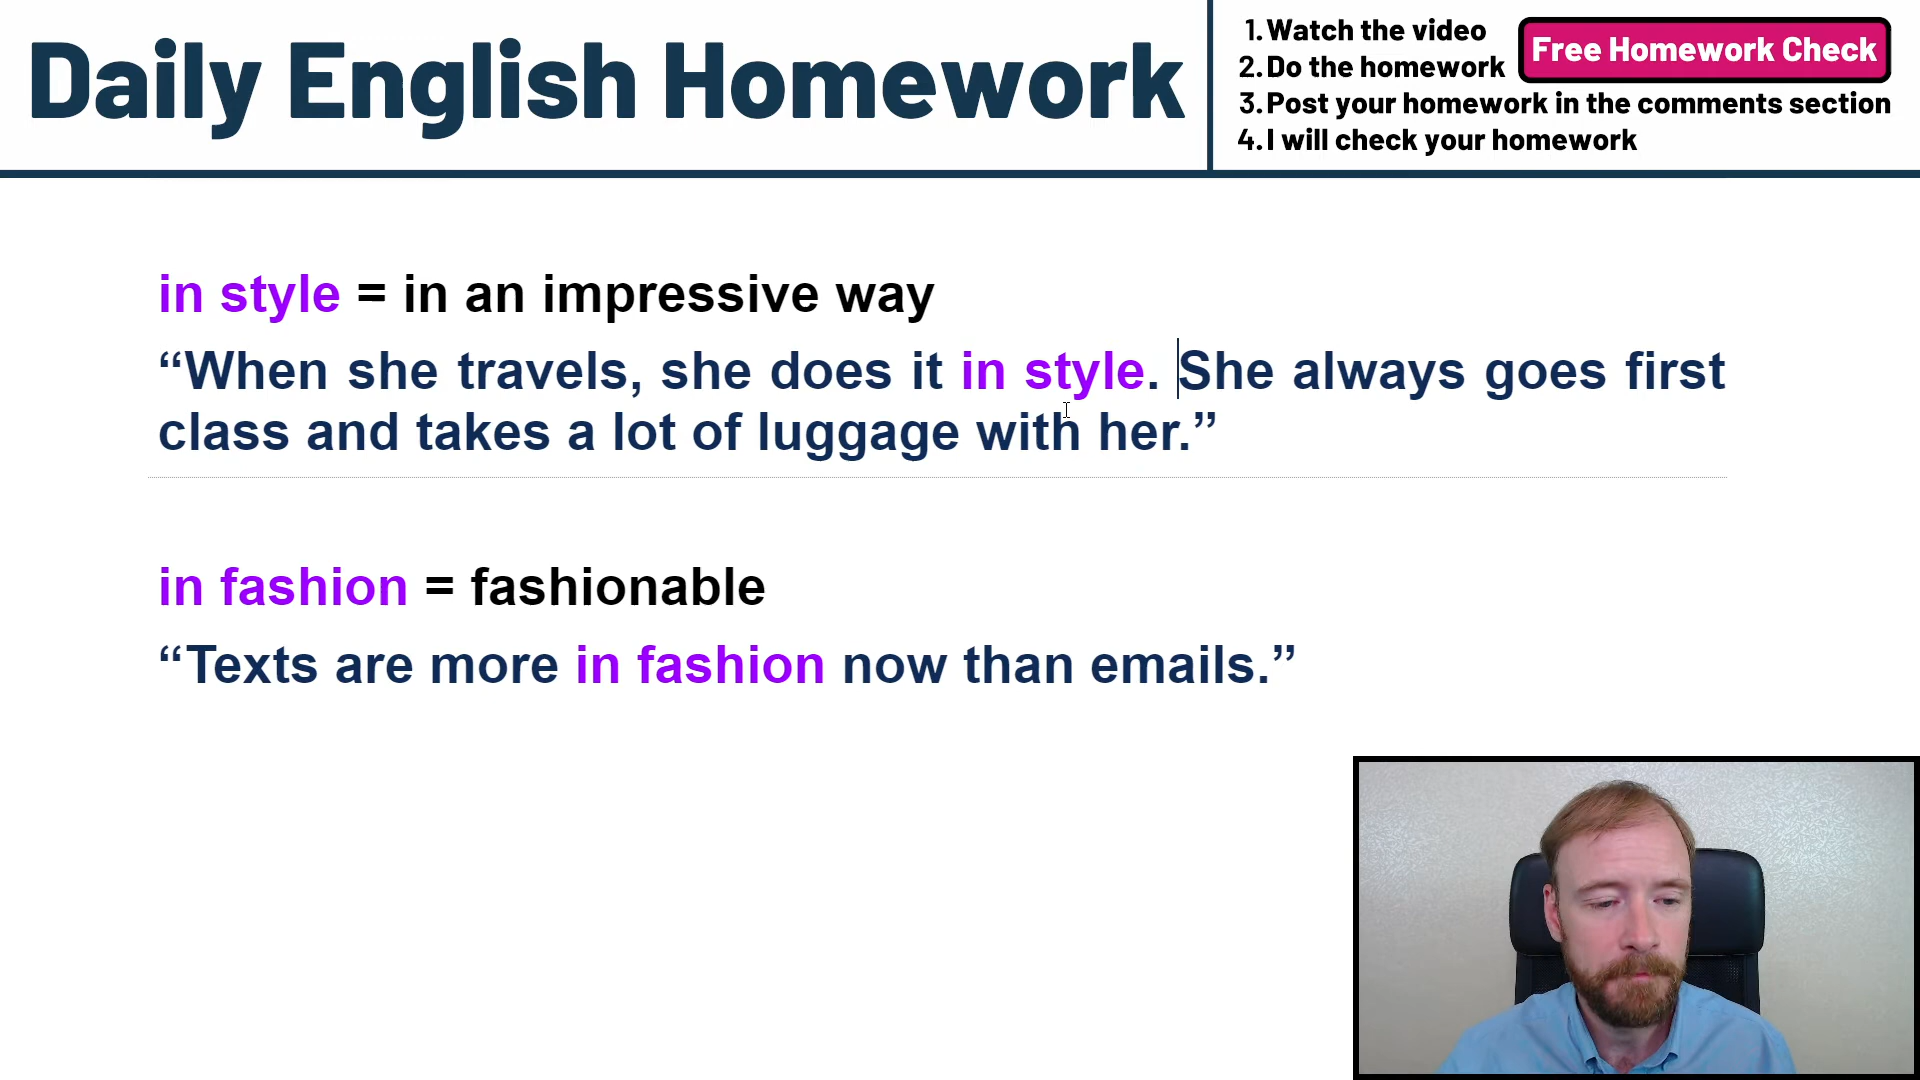 Daily English Homework
1. Watch the video
2. Do the homework
Free Homework Check
3. Post your homework in the comments section
4. I will check your homework
in style = in an impressive way
“When she travels, she does it in style. She always goes first
class and takes a lot of luggage with her.”
in fashion = fashionable
“Texts are more in fashion now than emails.”